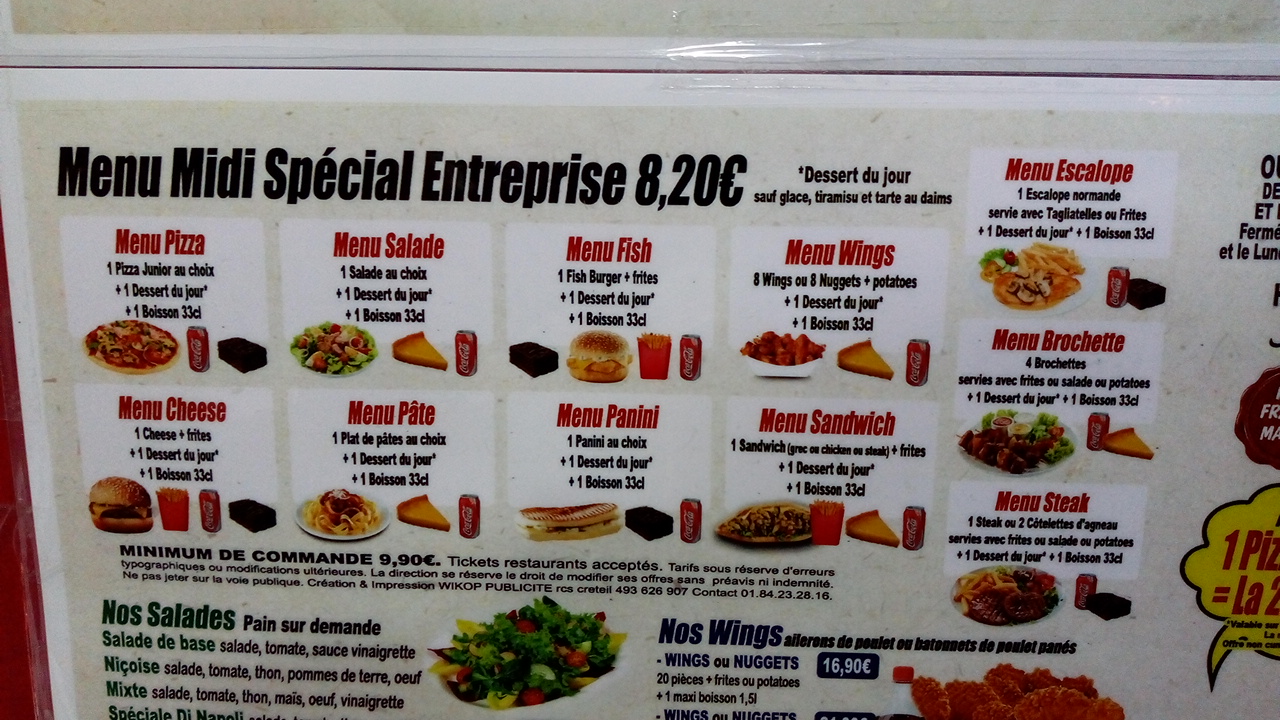 Menu Midi Spécial Entreprise 8,20€
*Dessert du jour
sauf glace, tiramisu et tarte au daims
Menu Pizza
1 Pizza Junior au choix
+ 1 Dessert du jour*
+ 1 Boisson 33cl
Menu Salade
1 Salade au choix
+ 1 Dessert du jour*
+ 1 Boisson 33cl
Menu Fish
1 Fish Burger + frites
+ 1 Dessert du jour*
+ 1 Boisson 33cl
Menu Wings
8 Wings ou 8 Nuggets + potatoes
+ 1 Dessert du jour*
+ 1 Boisson 33cl
Menu Escalope
1 Escalope normande
servie avec Tagliatelles ou Frites
+ 1 Dessert du jour* + 1 Boisson 33cl
Menu Brochette
4 Brochettes
servies avec frites ou salade ou potatoes
+ 1 Dessert du jour* + 1 Boisson 33cl
Menu Cheese
1 Cheese + frites
+ 1 Dessert du jour*
+ 1 Boisson 33cl
Menu Pâte
1 Plat de pâtes au choix
+ 1 Dessert du jour*
+ 1 Boisson 33cl
Menu Panini
1 Panini au choix
+ 1 Dessert du jour*
+ 1 Boisson 33cl
Menu Sandwich
1 Sandwich (grec ou chicken ou steak) + frites
+ 1 Dessert du jour*
+ 1 Boisson 33cl
Menu Steak
1 Steak ou 2 Côtelettes d'agneau
servies avec frites ou salade ou potatoes
+ 1 Dessert du jour* + 1 Boisson 33cl
MINIMUM DE COMMANDE 9,90€. Tickets restaurants acceptés. Tarifs sous réserve d'erreurs
typographiques ou modifications ultérieures. La direction se réserve le droit de modifier ses offres sans préavis ni indemnité.
Ne pas jeter sur la voie publique. Création & Impression WIKOP PUBLICITE rcs creteil 493 626 907 Contact 01.84.23.28.16.
Nos Salades Pain sur demande
Salade de base salade, tomate, sauce vinaigrette
Niçoise salade, tomate, thon, pommes de terre, oeuf
Mixte salade, tomate, thon, maïs, oeuf, vinaigrette
Spéciale Di Napoli
Nos Wings ailerons de poulet ou batonnets de poulet panés
- WINGS ou NUGGETS 16,90€
20 pièces + frites ou potatoes
+ 1 maxi boisson 1,5l
- WINGS ou NUGGETS
Fermé
et le Lun
1 Piz
= La 2
*Valable sur
La
Offre non cum